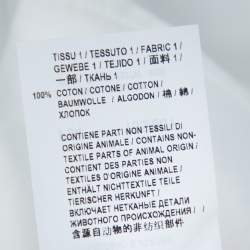 TISSU 1 / TESSUTO 1 / FABRIC 1 /
GEWEBE 1 / TEJIDO 1 / 面料 1 /
一部 / ТКАНЬ 1
100% COTON / COTONE / COTTON /
BAUMWOLLE / ALGODON / 棉 / 綿 /
ХЛОПОК
CONTIENE PARTI NON TESSILI DI
ORIGINE ANIMALE / CONTAINS NON-
TEXTILE PARTS OF ANIMAL ORIGIN /
CONTIENT DES PARTIES NON
TEXTILES D'ORIGINE ANIMALE /
ENTHÄLT NICHTTEXTILE TEILE
TIERISCHER HERKUNFT /
ВКЛЮЧАЕТ НЕТКАНЫЕ ДЕТАЛИ
ЖИВОТНОГО ПРОИСХОЖДЕНИЯ /
含源自动物的非纺织部件